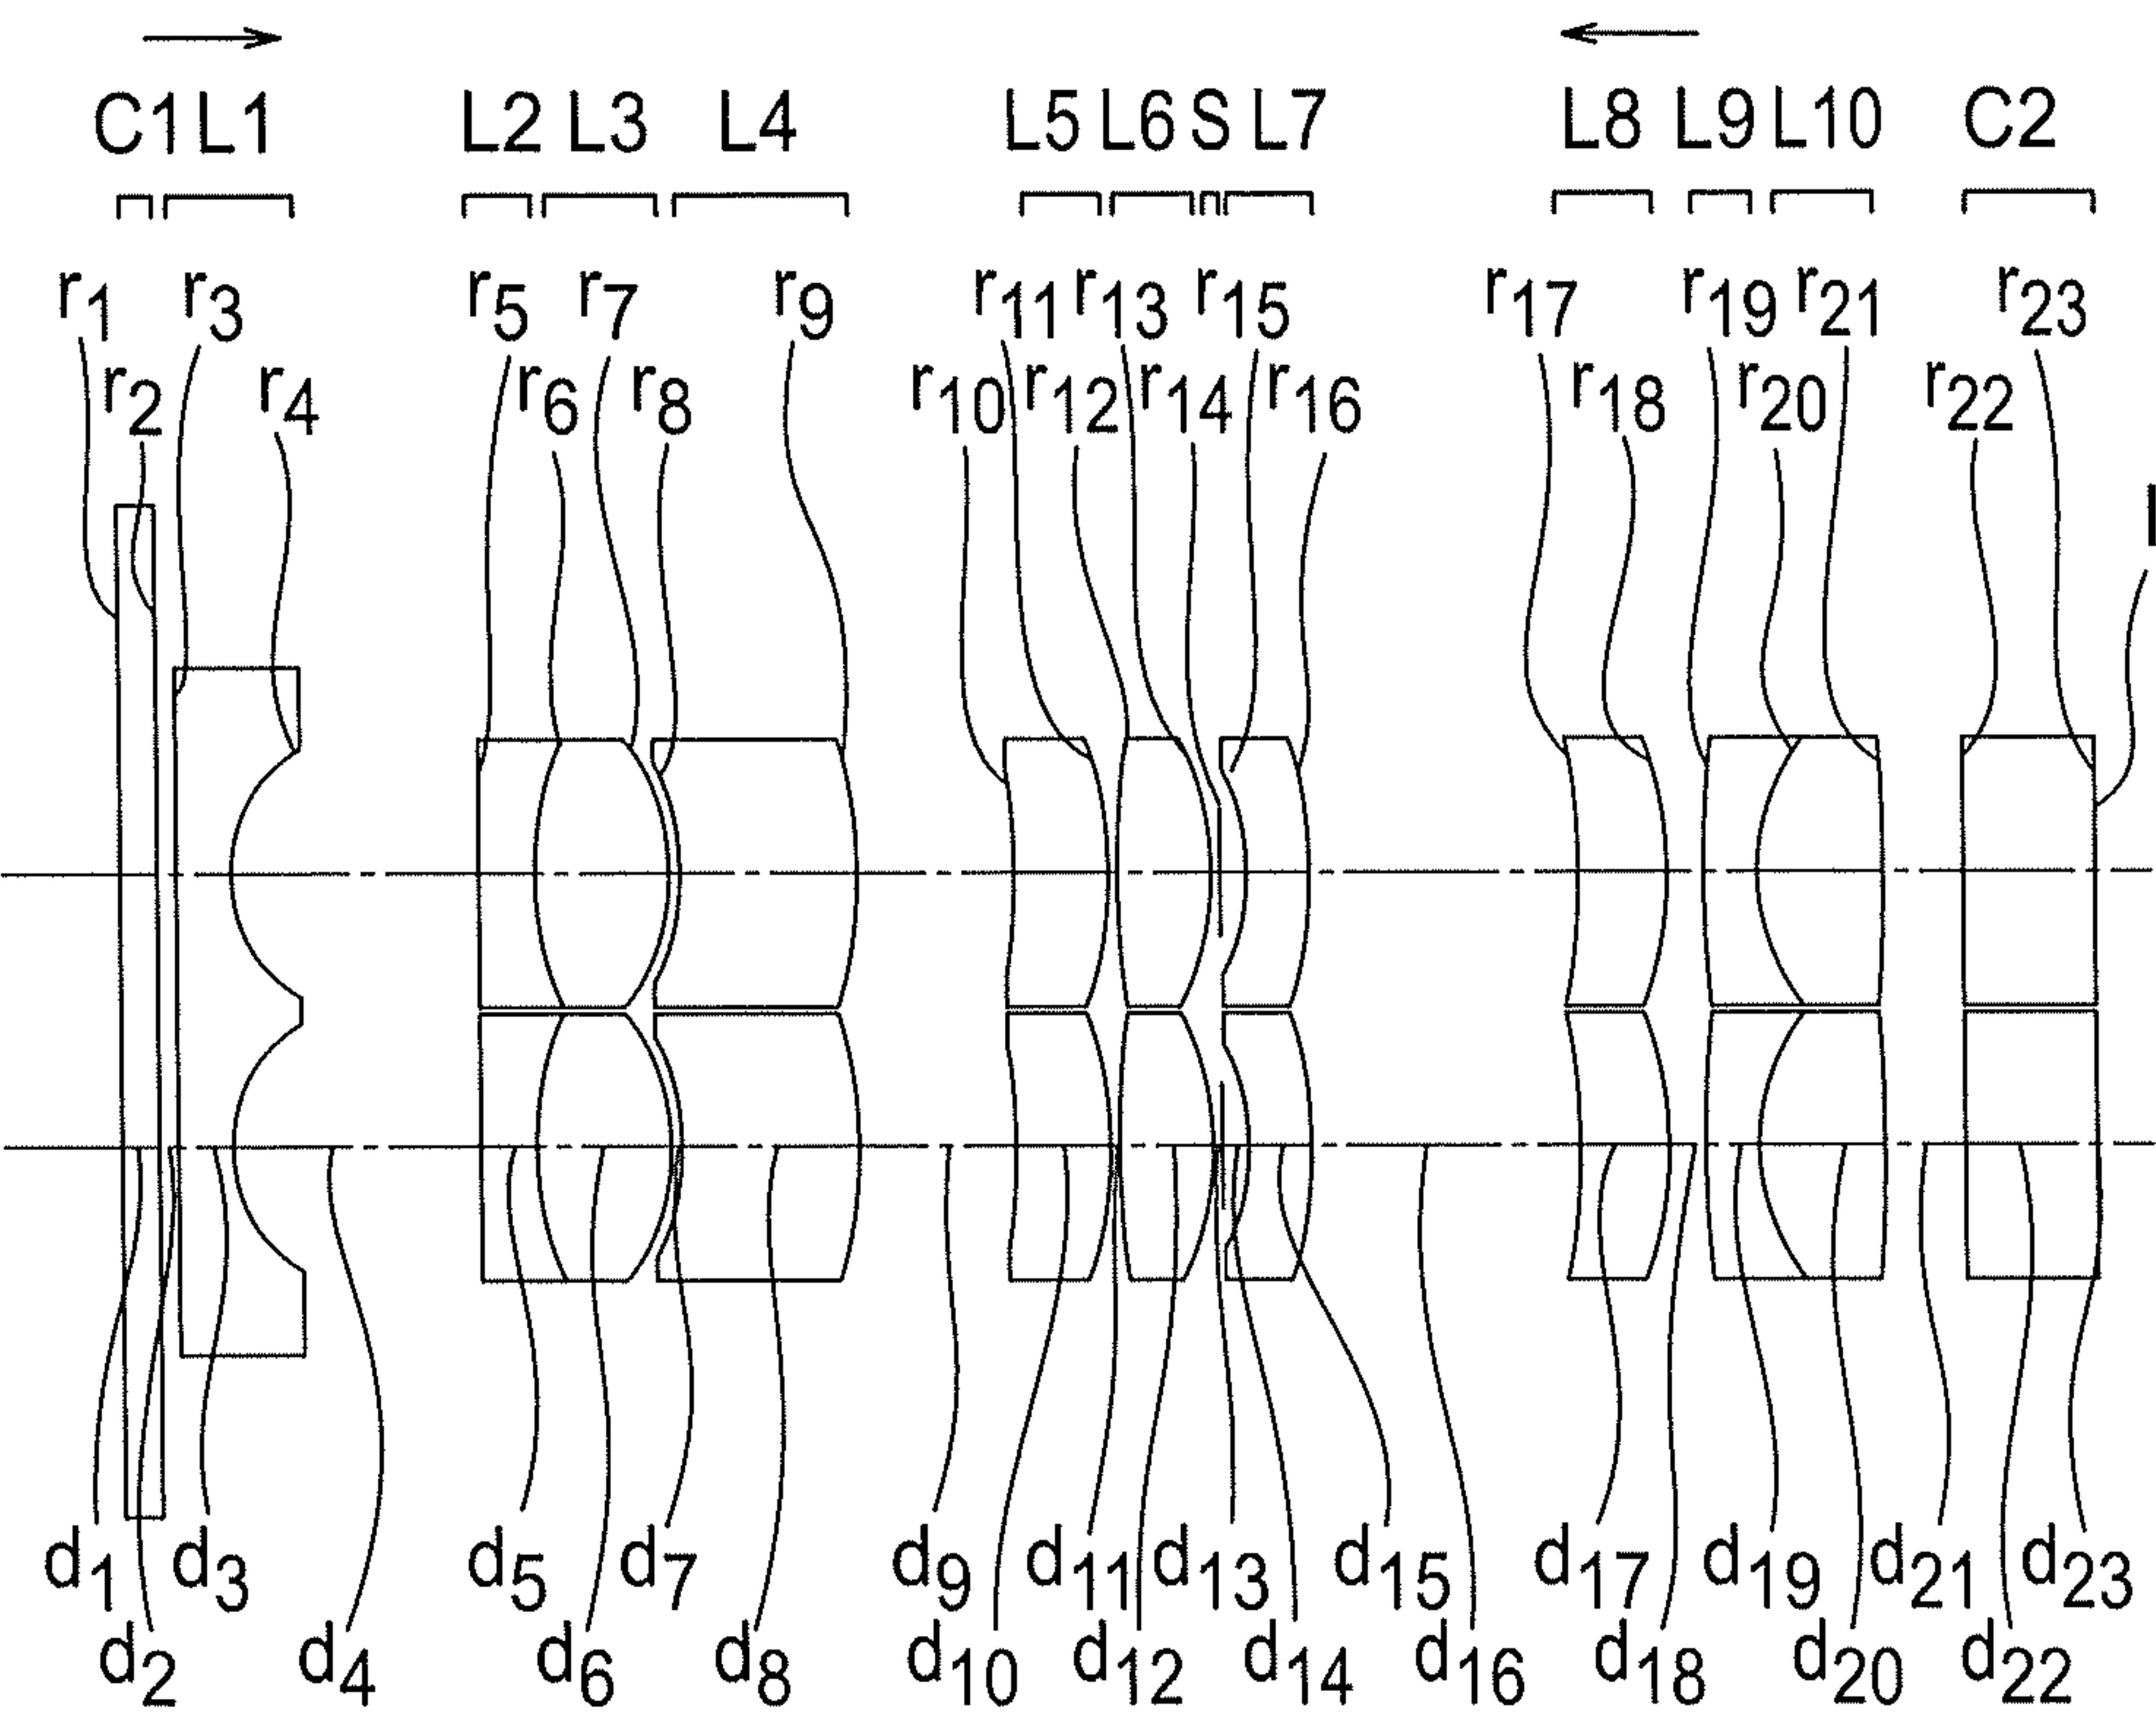 C1 L1 L2 L3 L4 L5 L6 S L7 L8 L9 L10 C2
r1 r3 r5 r7 r9 r11 r13 r15 r17 r19 r21 r23
r2 r4 r6 r8 r10 r12 r14 r16 r18 r20 r22
I
d1 d3 d5 d7 d9 d11 d13 d15 d17 d19 d21 d23
d2 d4 d6 d8 d10 d12 d14 d16 d18 d20 d22